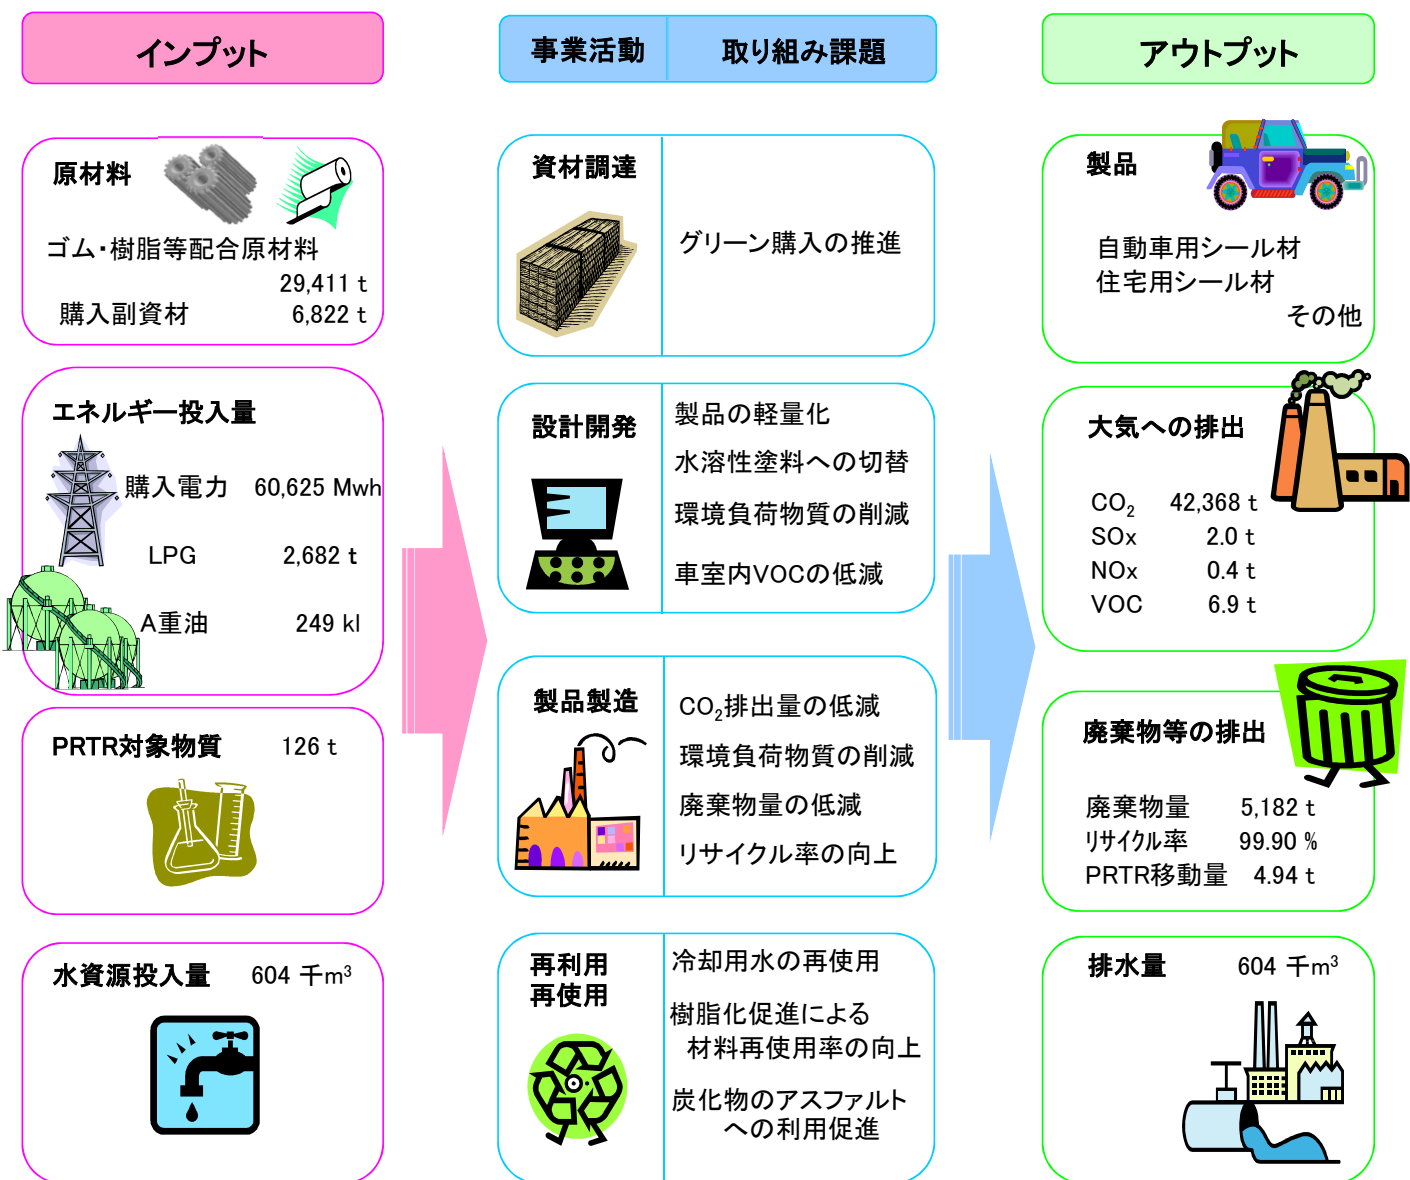 インプット
原材料
ゴム・樹脂等配合原材料
29,411 t
購入副資材 6,822 t
エネルギー投入量
購入電力 60,625 Mwh
LPG 2,682 t
A重油 249 kl
PRTR対象物質 126 t
水資源投入量 604 千m³
事業活動 取り組み課題
資材調達
グリーン購入の推進
設計開発
製品の軽量化
水溶性塗料への切替
環境負荷物質の削減
車室内VOCの低減
製品製造
CO₂排出量の低減
環境負荷物質の削減
廃棄物量の低減
リサイクル率の向上
再利用
再使用
冷却用水の再使用
樹脂化促進による
材料再使用率の向上
炭化物のアスファルト
への利用促進
アウトプット
製品
自動車用シール材
住宅用シール材
その他
大気への排出
CO₂ 42,368 t
SOx 2.0 t
NOx 0.4 t
VOC 6.9 t
廃棄物等の排出
廃棄物量 5,182 t
リサイクル率 99.90 %
PRTR移動量 4.94 t
排水量 604 千m³